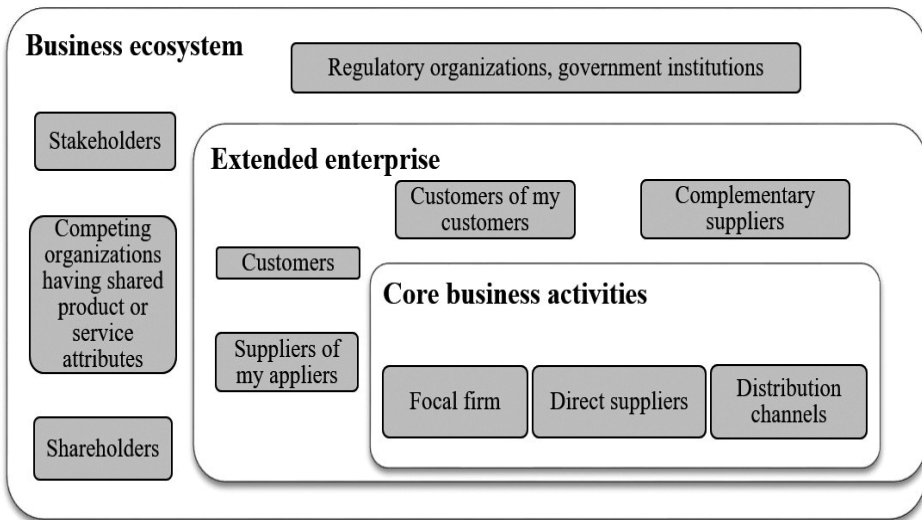 Business ecosystem
Regulatory organizations, government institutions
Stakeholders
Competing
organizations
having shared
product or
service
attributes
Shareholders
Extended enterprise
Customers of my
customers
Complementary
suppliers
Customers
Suppliers of
my appliers
Core business activities
Focal firm
Direct suppliers
Distribution
channels